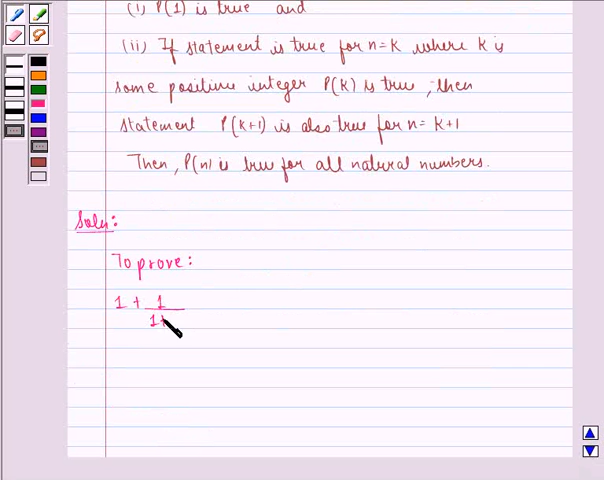 (i) P(1) is true and
(ii) If statement is true for n=k where k is
some positive integer P(k) is true, then
statement P(k+1) is also true for n= k+1
Then, P(n) is true for all natural numbers.
Soln:
To prove:
1 + 1
1+